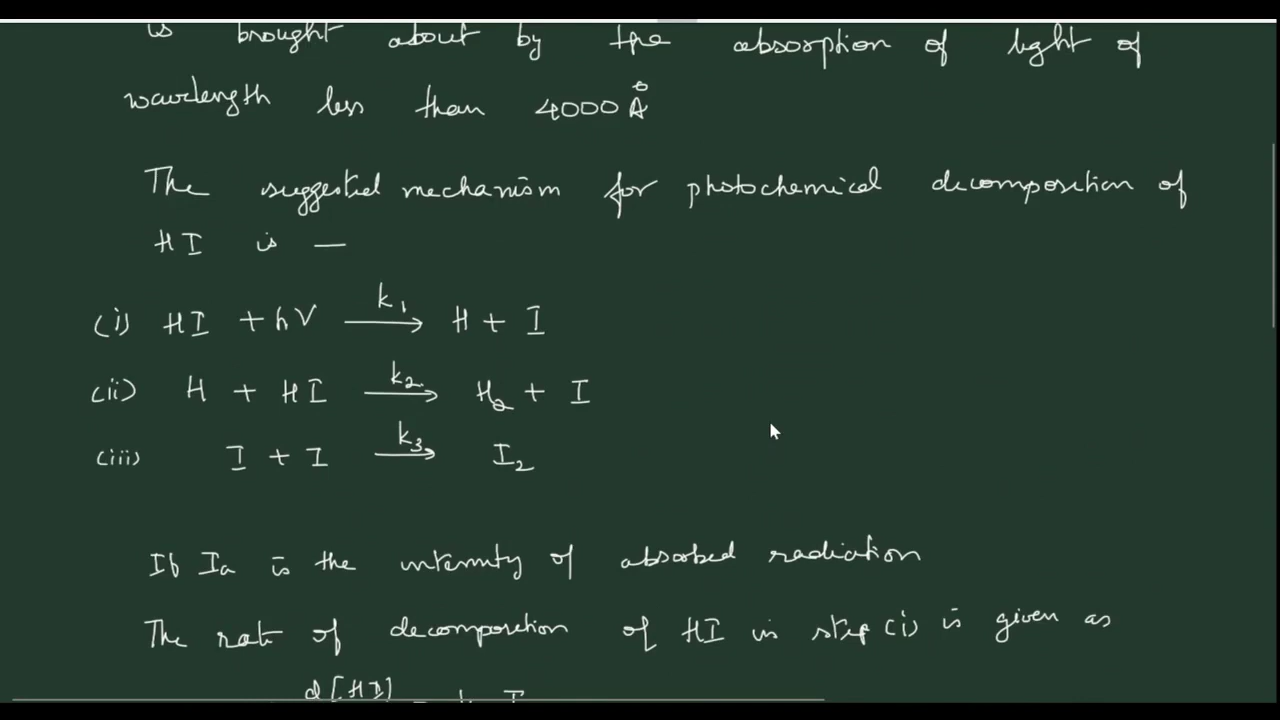 is brought about by the absorption of light of
wavelength less than 4000 Å
The suggested mechanism for photochemical decomposition of
HI is —
(i) HI + hν —k₁→ H + I
(ii) H + HI —k₂→ H₂ + I
(iii) I + I —k₃→ I₂
If Ia is the intensity of absorbed radiation
The rate of decomposition of HI in step (i) is given as
d[HI]